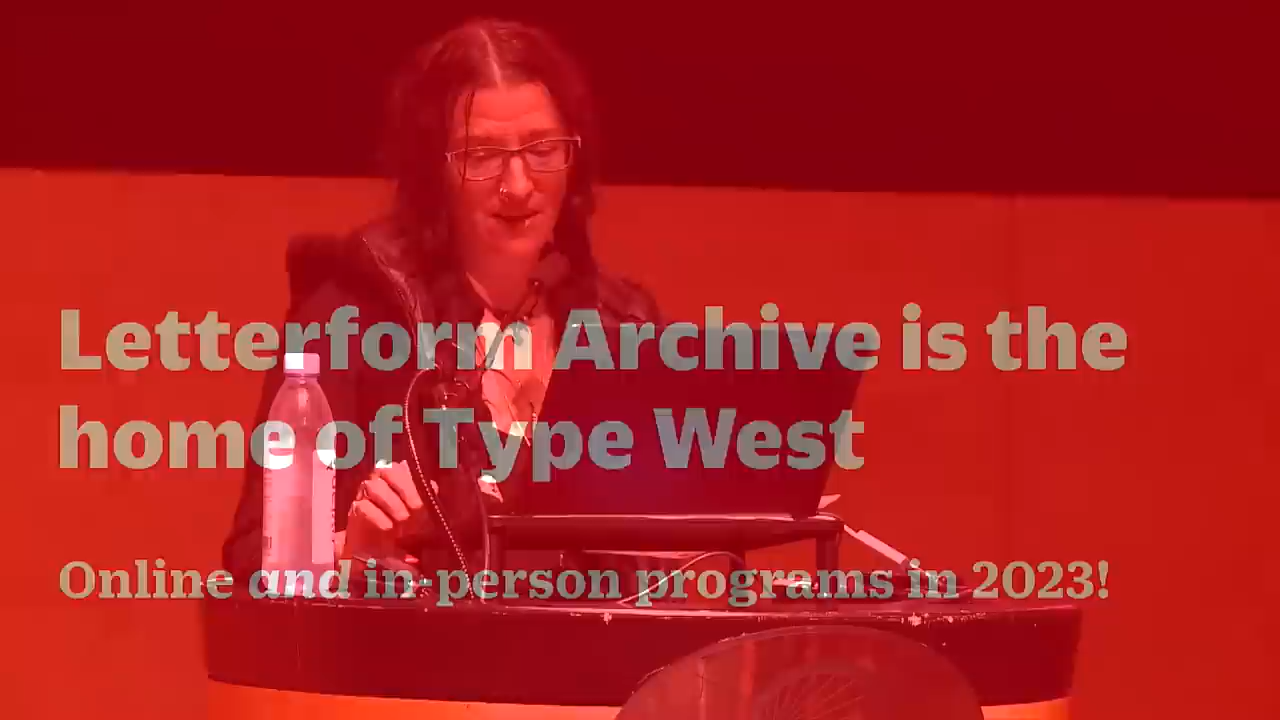 Letterform Archive is the
home of Type West
Online and in-person programs in 2023!